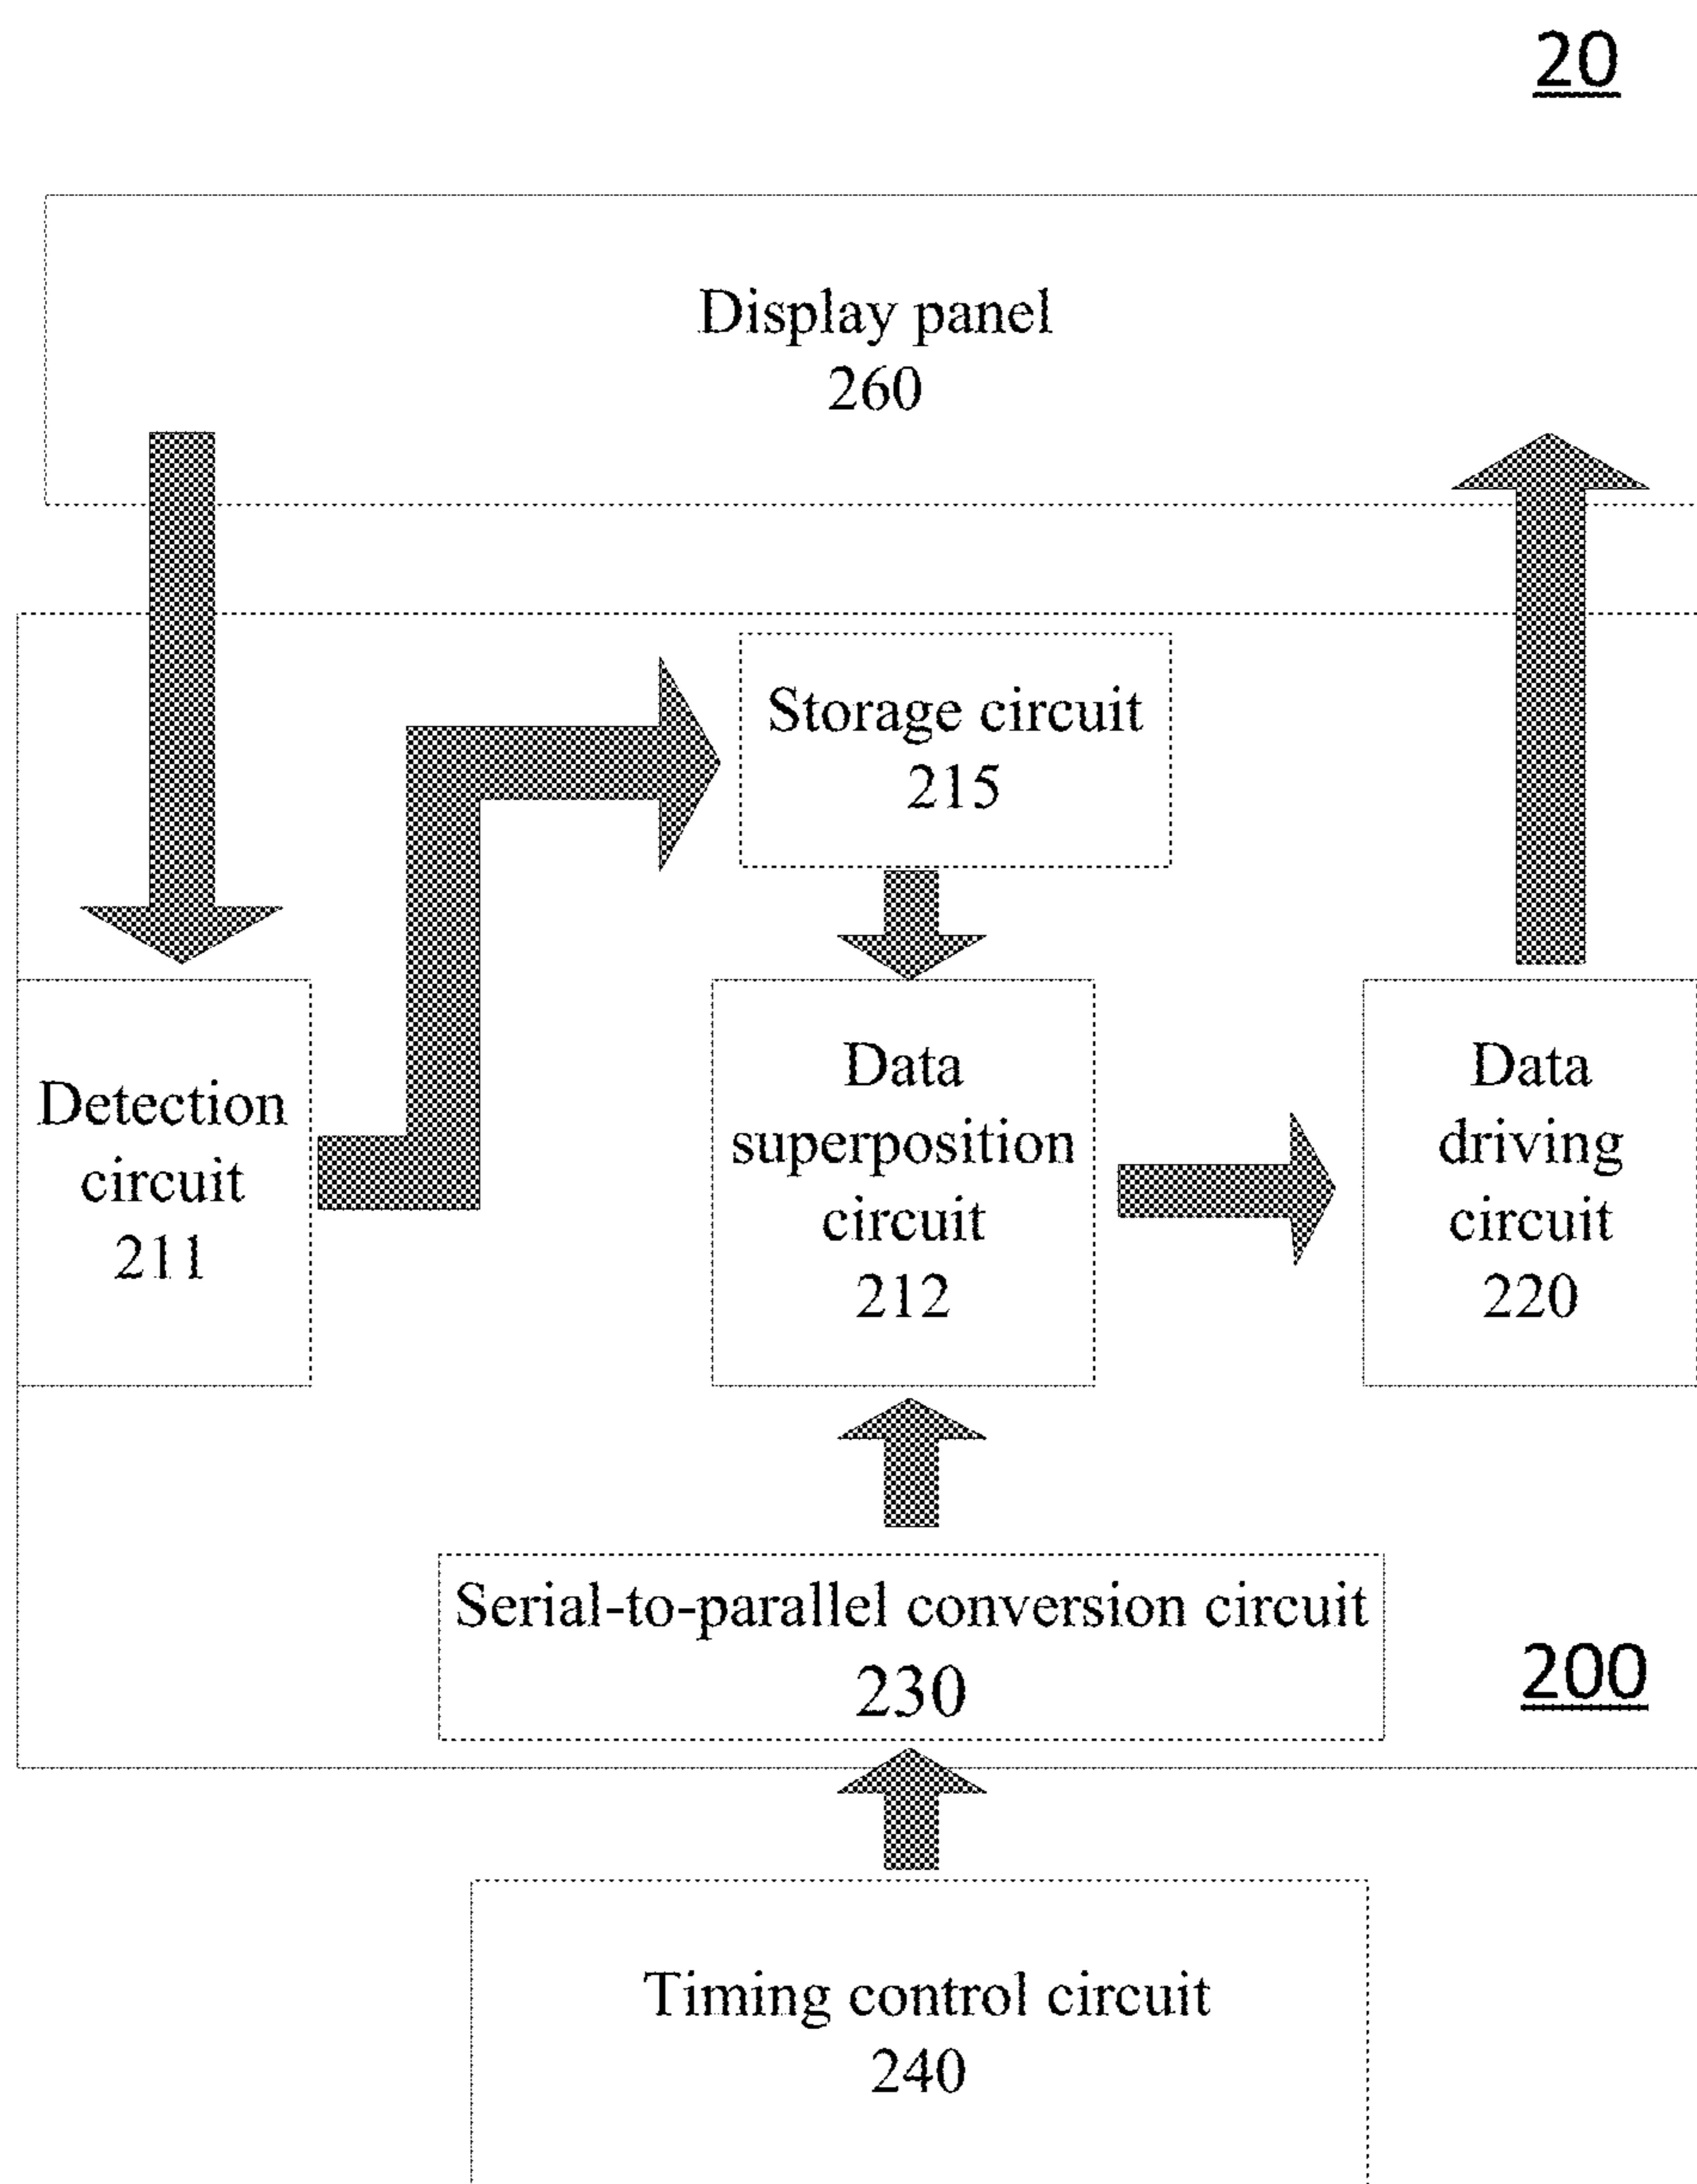 20
Display panel
260
Storage circuit
215
Detection
circuit
211
Data
superposition
circuit
212
Data
driving
circuit
220
Serial-to-parallel conversion circuit
230
200
Timing control circuit
240